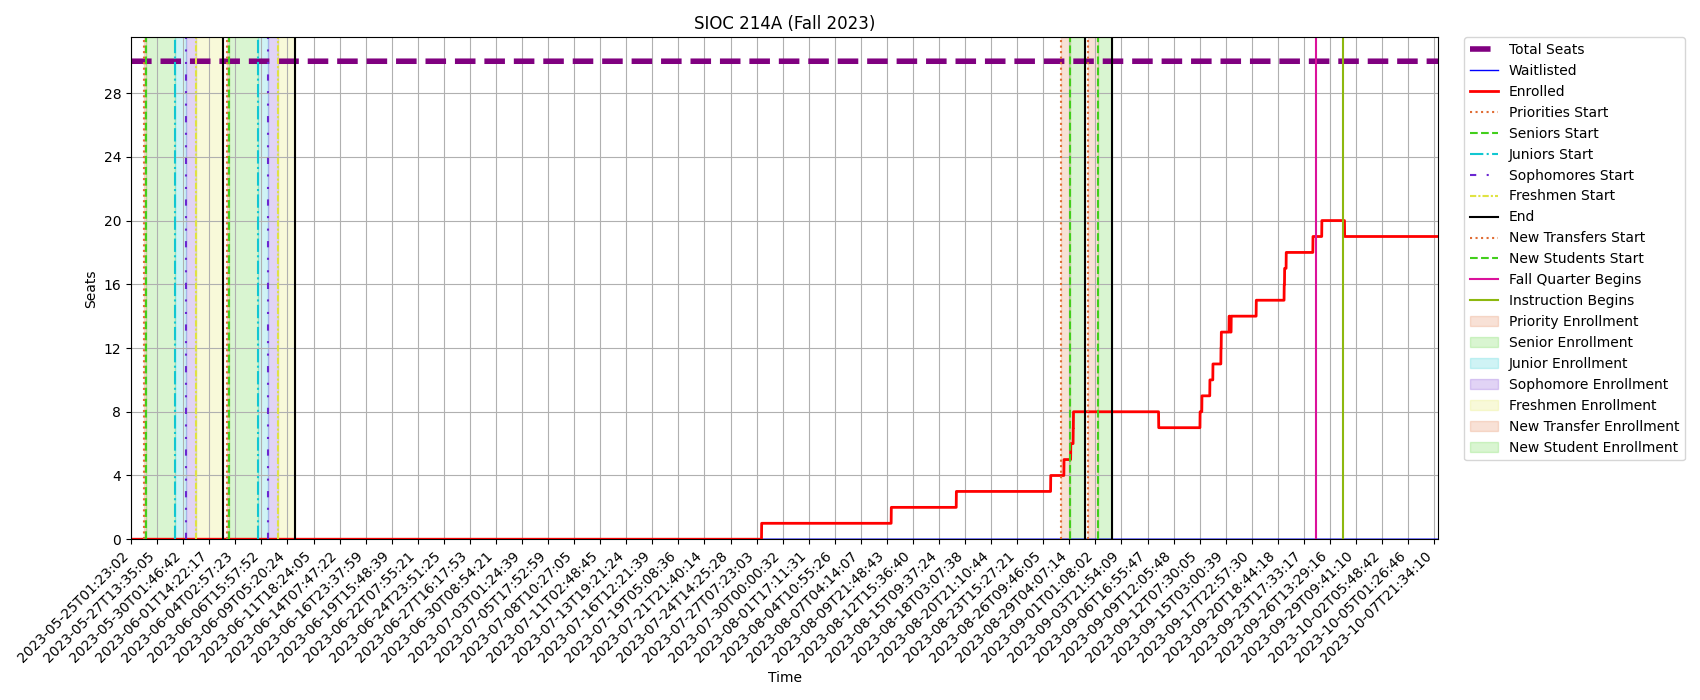 SIOC 214A (Fall 2023)
Seats
28
24
20
16
12
8
4
0
2023-05-25T01:23:02
2023-05-27T13:35:05
2023-05-30T01:46:42
2023-06-01T14:22:17
2023-06-04T02:57:23
2023-06-06T15:57:52
2023-06-09T05:20:24
2023-06-11T18:24:05
2023-06-14T07:47:22
2023-06-16T23:37:59
2023-06-19T15:48:39
2023-06-22T07:55:21
2023-06-24T23:51:25
2023-06-27T16:17:53
2023-06-30T08:54:21
2023-07-03T01:24:39
2023-07-05T17:52:59
2023-07-08T10:27:05
2023-07-11T02:48:45
2023-07-13T19:21:24
2023-07-16T12:21:39
2023-07-19T05:08:36
2023-07-21T21:40:14
2023-07-24T14:25:28
2023-07-27T07:23:03
2023-07-30T00:00:32
2023-08-01T17:11:31
2023-08-04T10:55:26
2023-08-07T04:14:07
2023-08-09T21:48:43
2023-08-12T15:36:40
2023-08-15T09:37:24
2023-08-18T03:07:38
2023-08-20T21:10:44
2023-08-23T15:27:21
2023-08-26T09:46:05
2023-08-29T04:07:14
2023-09-01T01:08:02
2023-09-03T21:54:09
2023-09-06T16:55:47
2023-09-09T12:05:48
2023-09-12T07:30:05
2023-09-15T03:00:39
2023-09-17T22:57:30
2023-09-20T18:44:18
2023-09-23T17:33:17
2023-09-26T13:29:16
2023-09-29T09:41:10
2023-10-02T05:48:42
2023-10-05T01:26:46
2023-10-07T21:34:10
Time
Total Seats
Waitlisted
Enrolled
Priorities Start
Seniors Start
Juniors Start
Sophomores Start
Freshmen Start
End
New Transfers Start
New Students Start
Fall Quarter Begins
Instruction Begins
Priority Enrollment
Senior Enrollment
Junior Enrollment
Sophomore Enrollment
Freshmen Enrollment
New Transfer Enrollment
New Student Enrollment